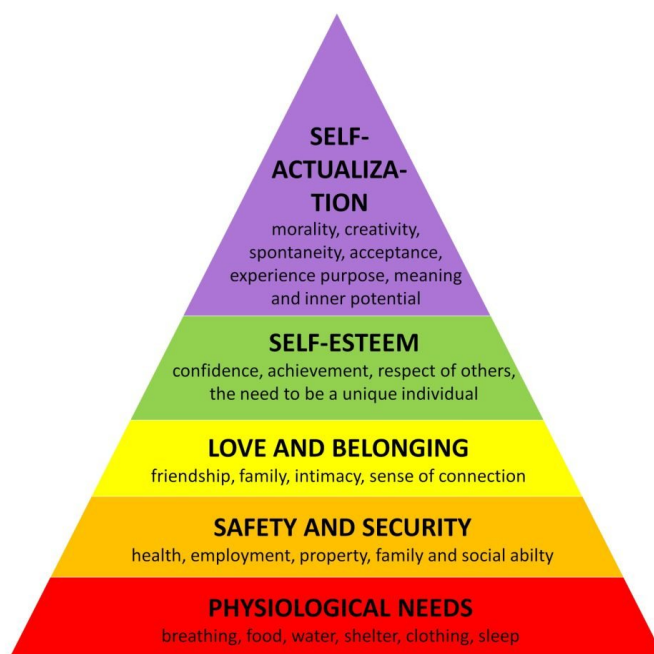 SELF-
ACTUALIZA-
TION
morality, creativity,
spontaneity, acceptance,
experience purpose, meaning
and inner potential
SELF-ESTEEM
confidence, achievement, respect of others,
the need to be a unique individual
LOVE AND BELONGING
friendship, family, intimacy, sense of connection
SAFETY AND SECURITY
health, employment, property, family and social abilty
PHYSIOLOGICAL NEEDS
breathing, food, water, shelter, clothing, sleep